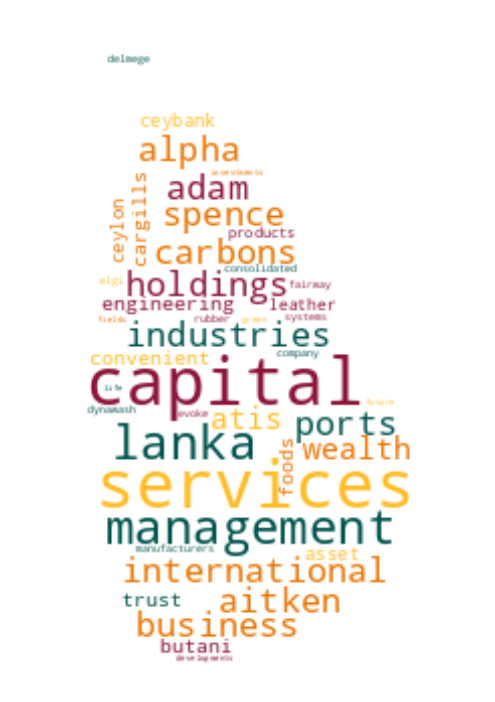 delmege
ceybank
alpha
investments
adam
ceylon
cargills
spence
products
carbons
consolidated
elgi
holdings
fairway
engineering
leather
fields
rubber
green
systems
industries
convenient
company
capital
life
future
dynawash
evoke
atis
ports
lanka
foods
wealth
services
management
manufacturers
asset
international
trust
aitken
business
butani
developments